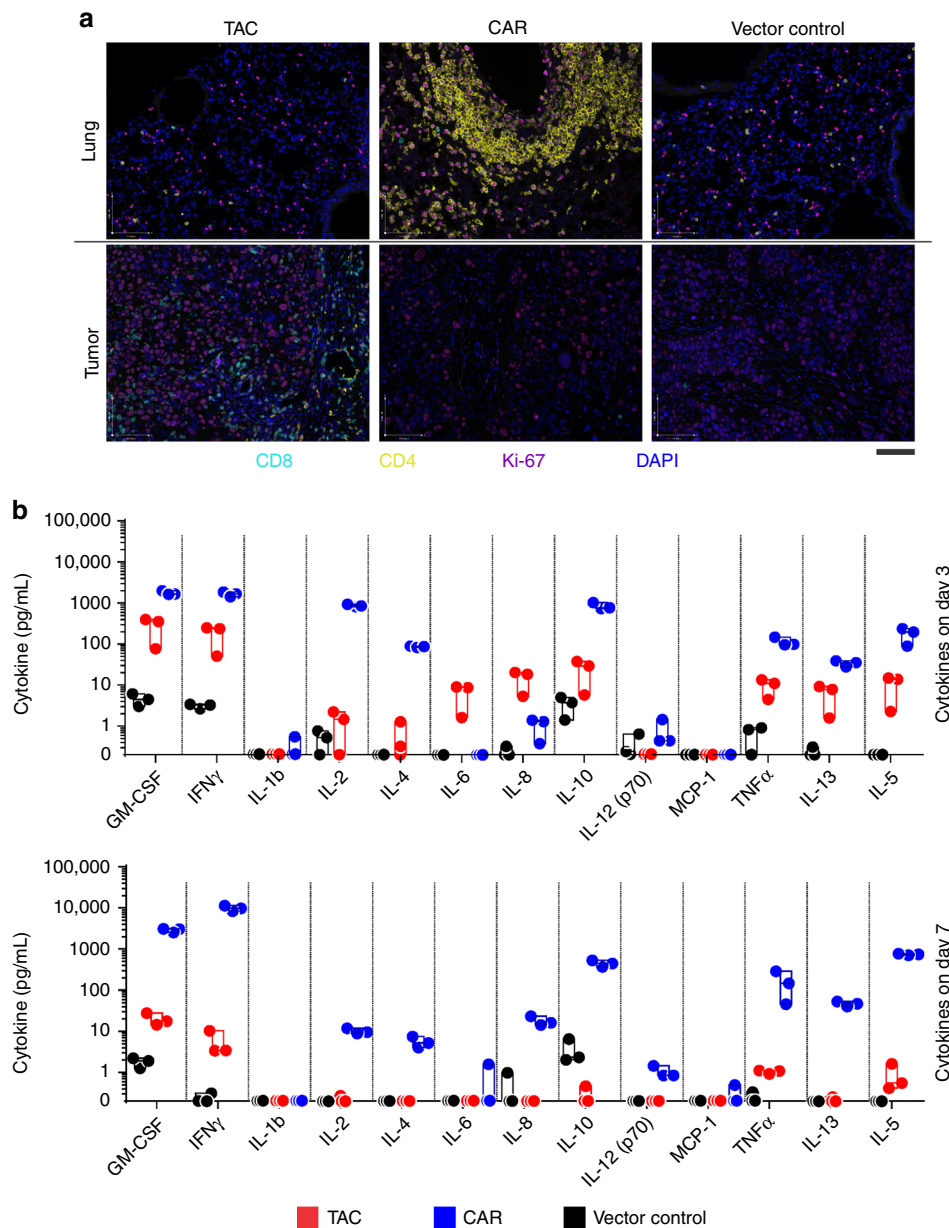 a
TAC CAR Vector control
Lung
Tumor
CD8 CD4 Ki-67 DAPI
b
Cytokine (pg/mL)
100,000
10,000
1000
100
10
1
0
GM-CSF IFNγ IL-1b IL-2 IL-4 IL-6 IL-8 IL-10 IL-12 (p70) MCP-1 TNFα IL-13 IL-5
Cytokines on day 3
Cytokine (pg/mL)
100,000
10,000
1000
100
10
1
0
GM-CSF IFNγ IL-1b IL-2 IL-4 IL-6 IL-8 IL-10 IL-12 (p70) MCP-1 TNFα IL-13 IL-5
Cytokines on day 7
TAC CAR Vector control